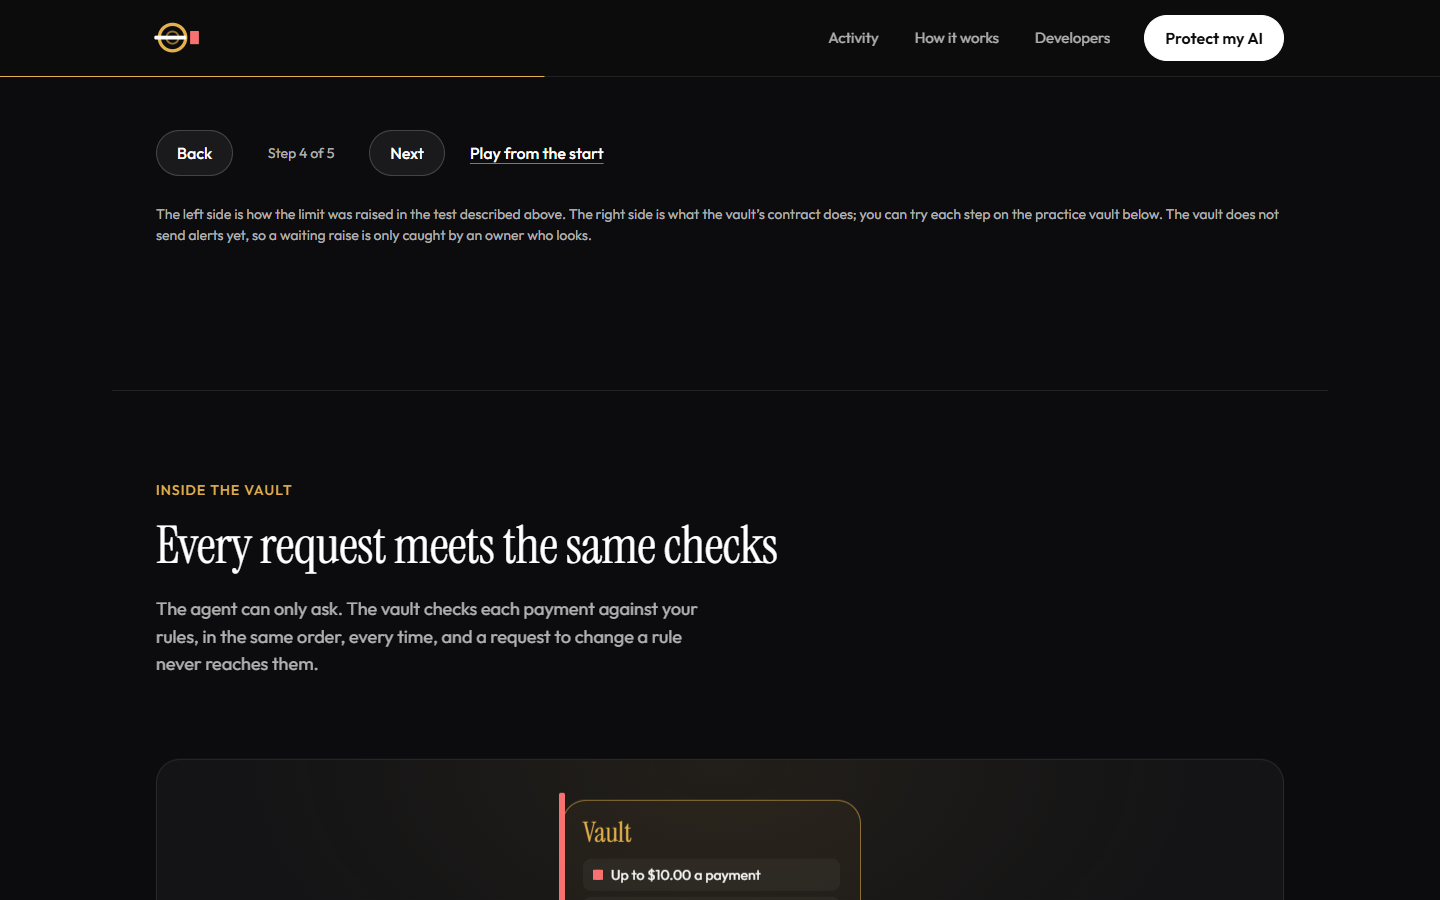 Activity
How it works
Developers
Protect my AI
Back
Step 4 of 5
Next
Play from the start
The left side is how the limit was raised in the test described above. The right side is what the vault's contract does; you can try each step on the practice vault below. The vault does not
send alerts yet, so a waiting raise is only caught by an owner who looks.
INSIDE THE VAULT
Every request meets the same checks
The agent can only ask. The vault checks each payment against your
rules, in the same order, every time, and a request to change a rule
never reaches them.
Vault
Up to $10.00 a payment